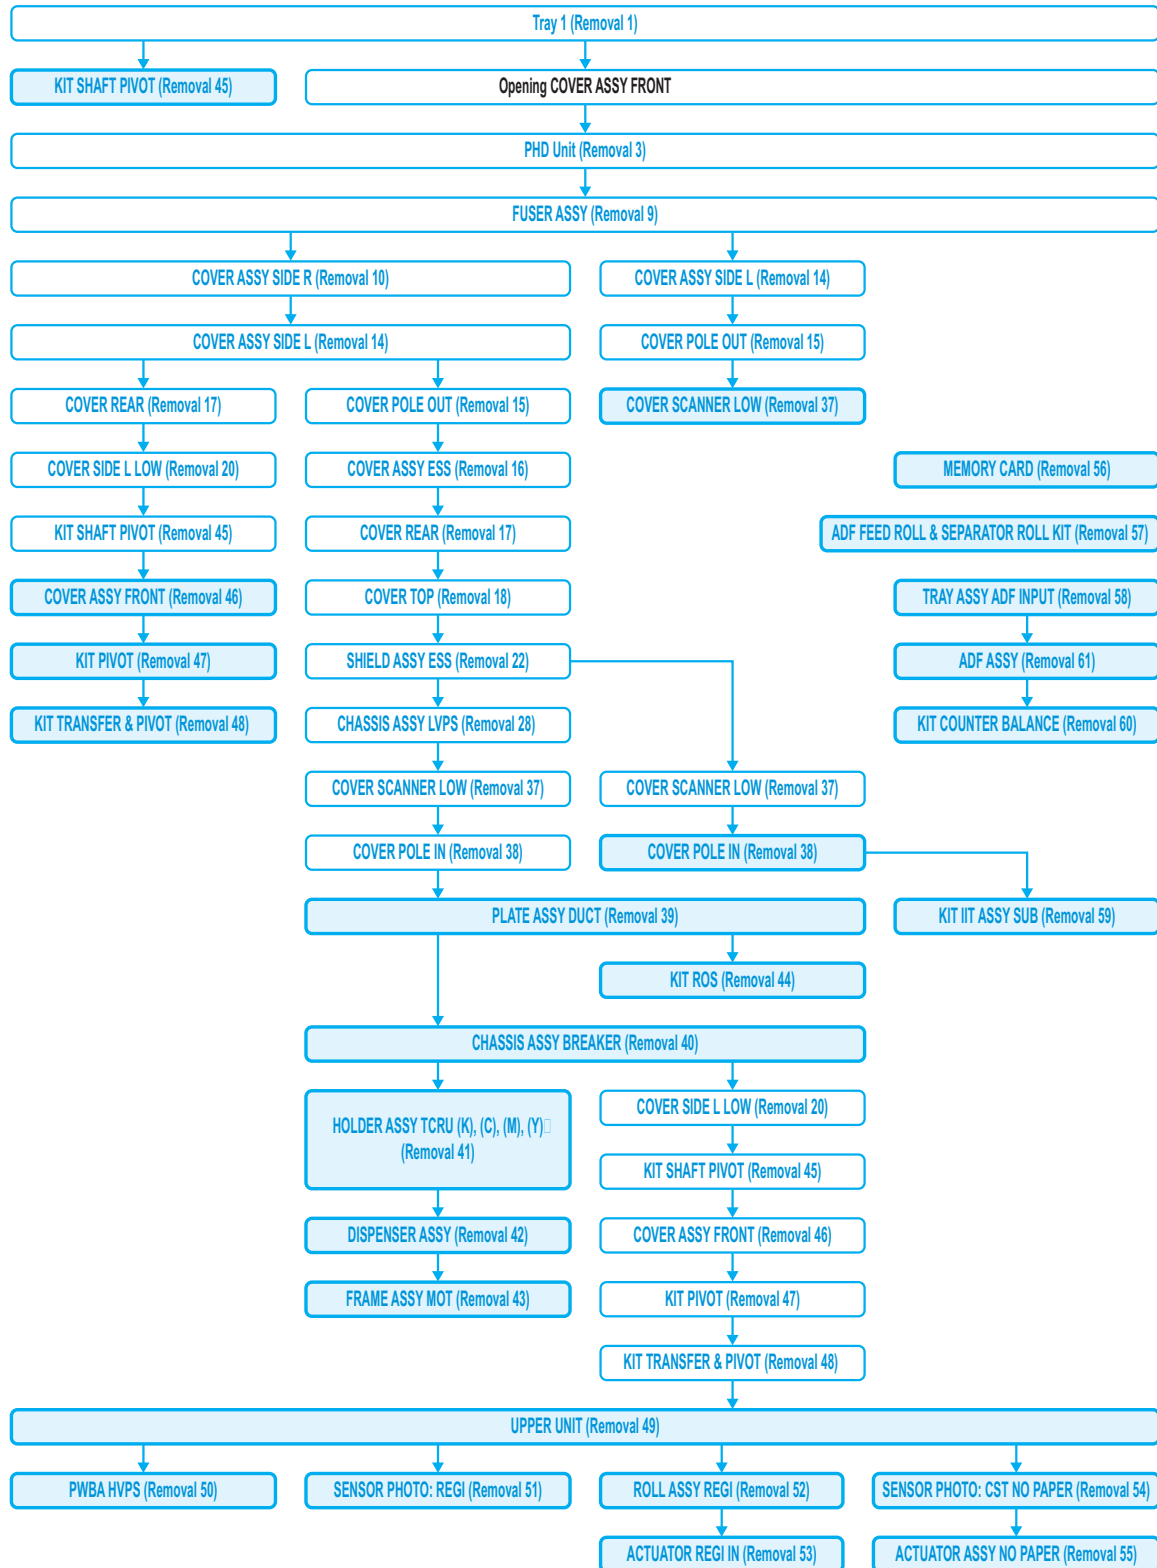 Tray 1 (Removal 1)
KIT SHAFT PIVOT (Removal 45)
Opening COVER ASSY FRONT
PHD Unit (Removal 3)
FUSER ASSY (Removal 9)
COVER ASSY SIDE R (Removal 10)
COVER ASSY SIDE L (Removal 14)
COVER ASSY SIDE L (Removal 14)
COVER POLE OUT (Removal 15)
COVER REAR (Removal 17)
COVER POLE OUT (Removal 15)
COVER SCANNER LOW (Removal 37)
COVER SIDE L LOW (Removal 20)
COVER ASSY ESS (Removal 16)
MEMORY CARD (Removal 56)
KIT SHAFT PIVOT (Removal 45)
COVER REAR (Removal 17)
ADF FEED ROLL & SEPARATOR ROLL KIT (Removal 57)
COVER ASSY FRONT (Removal 46)
COVER TOP (Removal 18)
TRAY ASSY ADF INPUT (Removal 58)
KIT PIVOT (Removal 47)
SHIELD ASSY ESS (Removal 22)
ADF ASSY (Removal 61)
KIT TRANSFER & PIVOT (Removal 48)
CHASSIS ASSY LVPS (Removal 28)
KIT COUNTER BALANCE (Removal 60)
COVER SCANNER LOW (Removal 37)
COVER SCANNER LOW (Removal 37)
COVER POLE IN (Removal 38)
COVER POLE IN (Removal 38)
PLATE ASSY DUCT (Removal 39)
KIT IIT ASSY SUB (Removal 59)
KIT ROS (Removal 44)
CHASSIS ASSY BREAKER (Removal 40)
HOLDER ASSY TCRU (K), (C), (M), (Y)
(Removal 41)
COVER SIDE L LOW (Removal 20)
KIT SHAFT PIVOT (Removal 45)
DISPENSER ASSY (Removal 42)
COVER ASSY FRONT (Removal 46)
FRAME ASSY MOT (Removal 43)
KIT PIVOT (Removal 47)
KIT TRANSFER & PIVOT (Removal 48)
UPPER UNIT (Removal 49)
PWBA HVPS (Removal 50)
SENSOR PHOTO: REGI (Removal 51)
ROLL ASSY REGI (Removal 52)
SENSOR PHOTO: CST NO PAPER (Removal 54)
ACTUATOR REGI IN (Removal 53)
ACTUATOR ASSY NO PAPER (Removal 55)